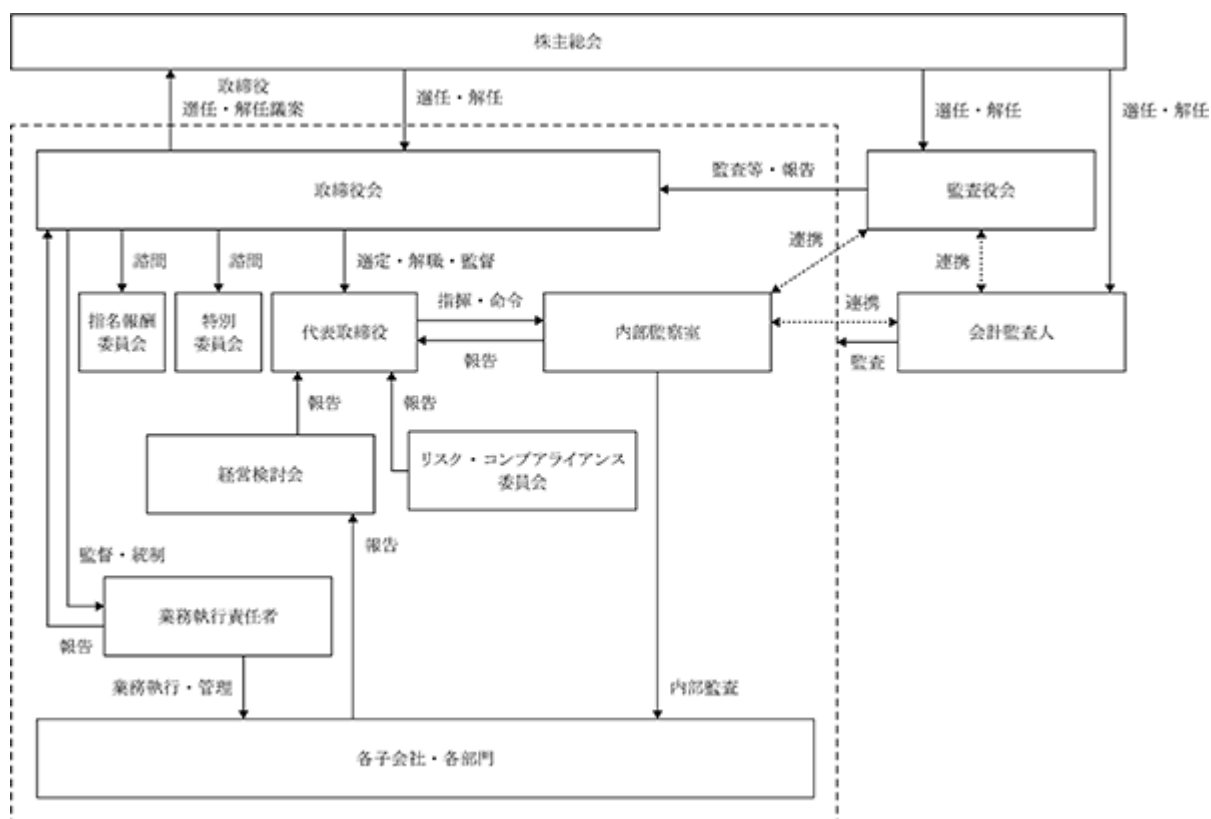 株主総会
取締役
選任・解任議案
選任・解任
選任・解任
選任・解任
取締役会
監査等・報告
監査役会
諮問
諮問
選定・解職・監督
連携
連携
指名報酬
委員会
特別
委員会
代表取締役
指揮・命令
報告
内部監察室
連携
監査
会計監査人
報告
報告
経営検討会
リスク・コンプアライアンス
委員会
報告
監督・統制
業務執行責任者
報告
業務執行・管理
内部監査
各子会社・各部門